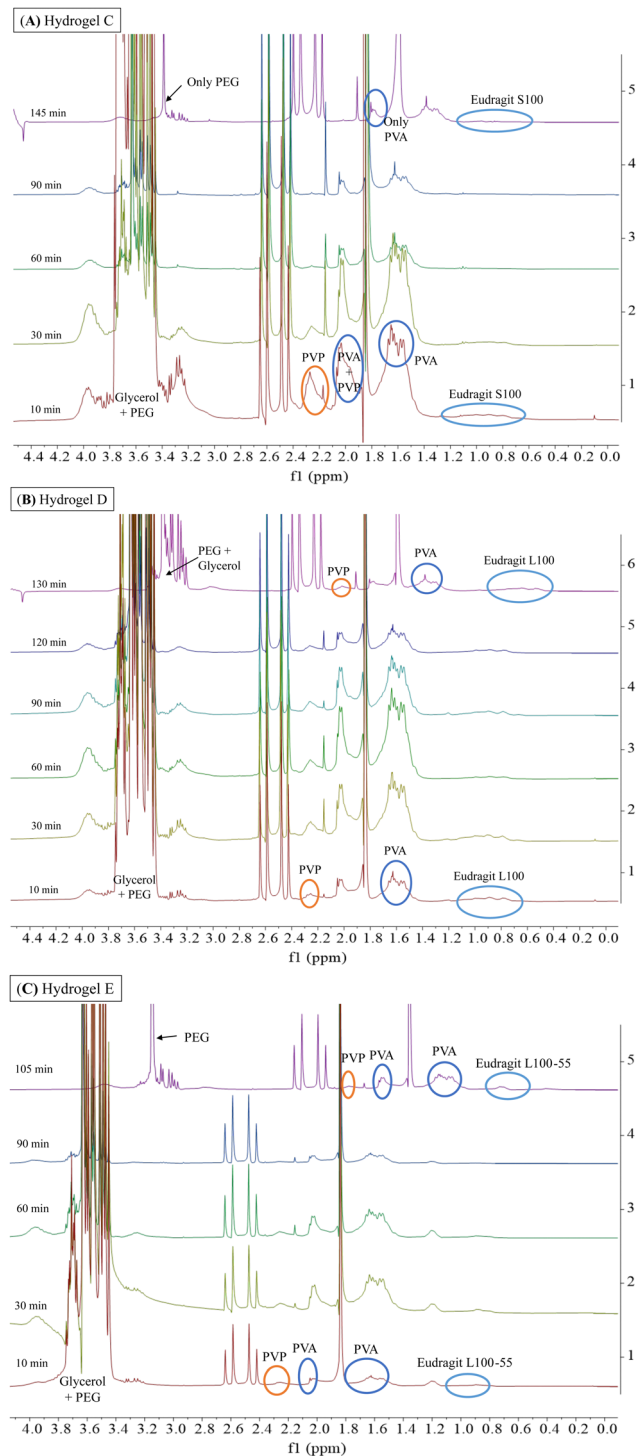 (A) Hydrogel C
145 min
Only PEG
Only
PVA
Eudragit S100
5
90 min
4
60 min
3
30 min
2
10 min
Glycerol
+ PEG
PVP
PVA
+
PVP
PVA
Eudragit S100
1
4.4 4.2 4.0 3.8 3.6 3.4 3.2 3.0 2.8 2.6 2.4 2.2 2.0 1.8 1.6 1.4 1.2 1.0 0.8 0.6 0.4 0.2 0.0
f1 (ppm)
(B) Hydrogel D
130 min
PEG +
Glycerol
PVP
PVA
Eudragit L100
6
120 min
5
90 min
4
60 min
3
30 min
2
10 min
Glycerol
+ PEG
PVP
PVA
Eudragit L100
1
4.4 4.2 4.0 3.8 3.6 3.4 3.2 3.0 2.8 2.6 2.4 2.2 2.0 1.8 1.6 1.4 1.2 1.0 0.8 0.6 0.4 0.2 -0.1
f1 (ppm)
(C) Hydrogel E
105 min
PEG
PVP
PVA
PVA
Eudragit L100-55
5
90 min
4
60 min
3
30 min
2
10 min
Glycerol
+ PEG
PVP
PVA
PVA
Eudragit L100-55
1
4.0 3.8 3.6 3.4 3.2 3.0 2.8 2.6 2.4 2.2 2.0 1.8 1.6 1.4 1.2 1.0 0.8 0.6 0.4 0.2 0.0
f1 (ppm)